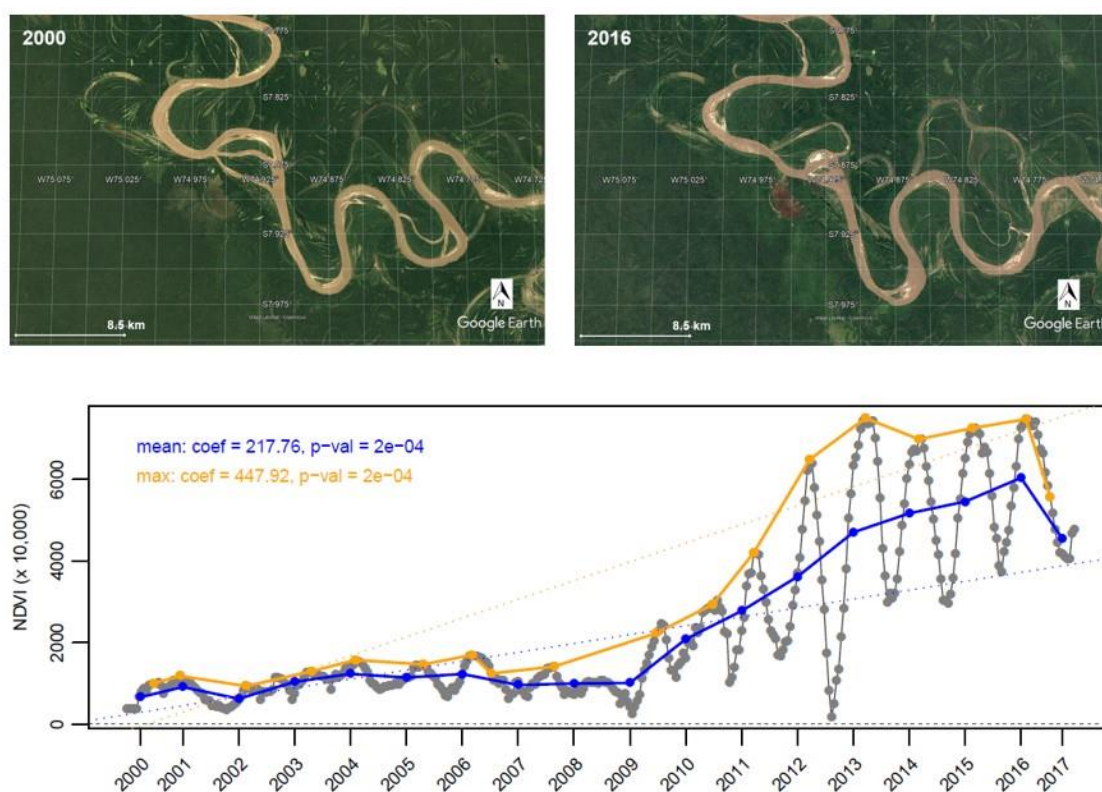 2000
S7.775°
S7.825°
W75.075° W75.025° W74.975° W74.925° W74.875° W74.825° W74.775° W74.725°
S7.925°
S7.975°
N
8.5 km
Google Earth
2016
S7.775°
S7.825°
S7.875°
W75.075° W75.025° W74.975° W74.875° W74.825° W74.775°
S7.925°
S7.975°
N
8.5 km
Google Earth
mean: coef = 217.76, p-val = 2e-04
max: coef = 447.92, p-val = 2e-04
NDVI (x 10,000)
6000
4000
2000
0
2000 2001 2002 2003 2004 2005 2006 2007 2008 2009 2010 2011 2012 2013 2014 2015 2016 2017